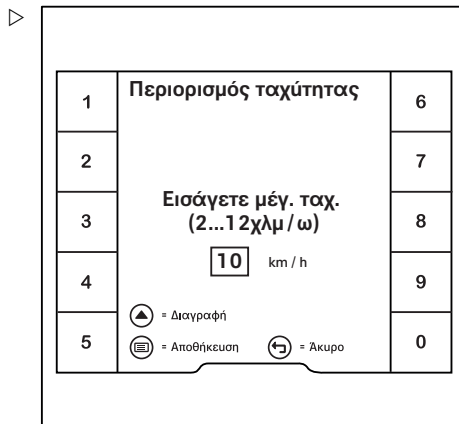 Περιορισμός ταχύτητας
1
6
2
7
Εισάγετε μέγ. ταχ.
3
(2...12χλμ/ω)
8
10 km / h
4
9
= Διαγραφή
5
= Αποθήκευση = Άκυρο
0